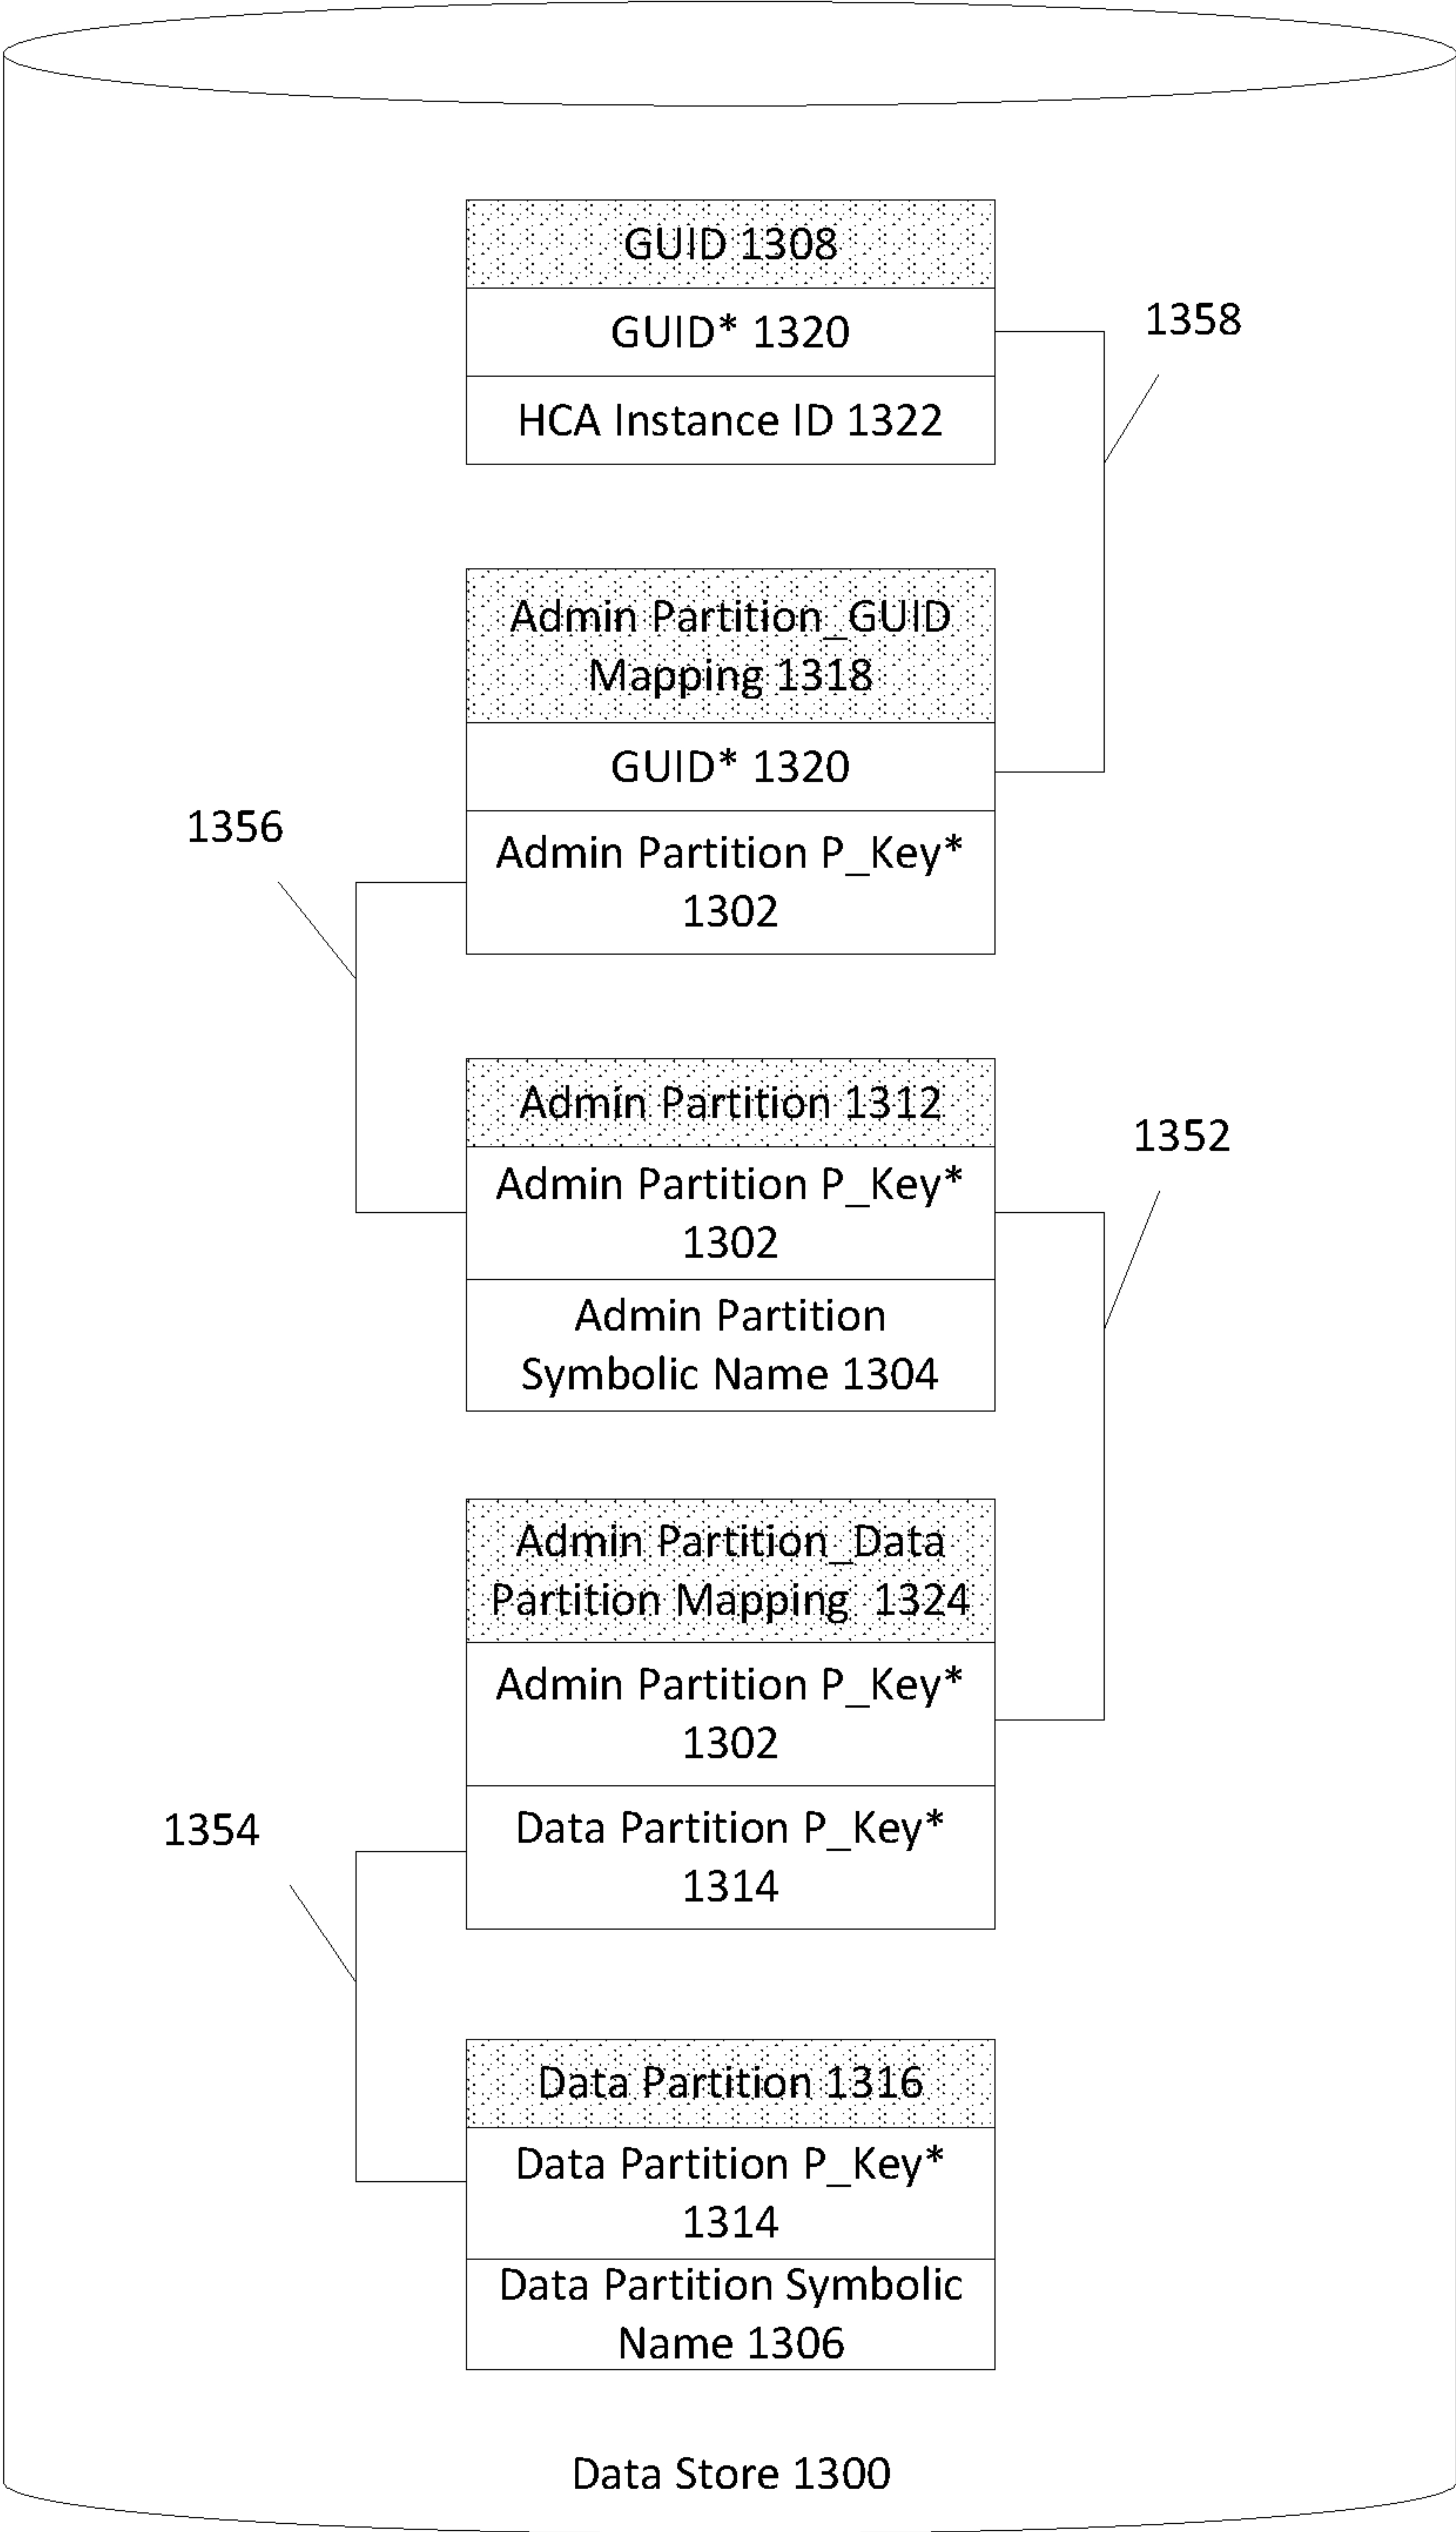 GUID 1308
GUID* 1320
1358
HCA Instance ID 1322
Admin Partition_GUID
Mapping 1318
GUID* 1320
1356
Admin Partition P_Key*
1302
Admin Partition 1312
1352
Admin Partition P_Key*
1302
Admin Partition
Symbolic Name 1304
Admin Partition_Data
Partition Mapping 1324
Admin Partition P_Key*
1302
1354
Data Partition P_Key*
1314
Data Partition 1316
Data Partition P_Key*
1314
Data Partition Symbolic
Name 1306
Data Store 1300